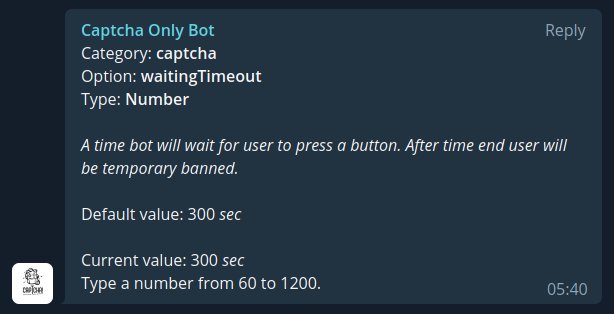 Captcha Only Bot Reply
Category: captcha
Option: waitingTimeout
Type: Number
A time bot will wait for user to press a button. After time end user will
be temporary banned.
Default value: 300 sec
Current value: 300 sec
Type a number from 60 to 1200.
CAPTCHA!
05:40